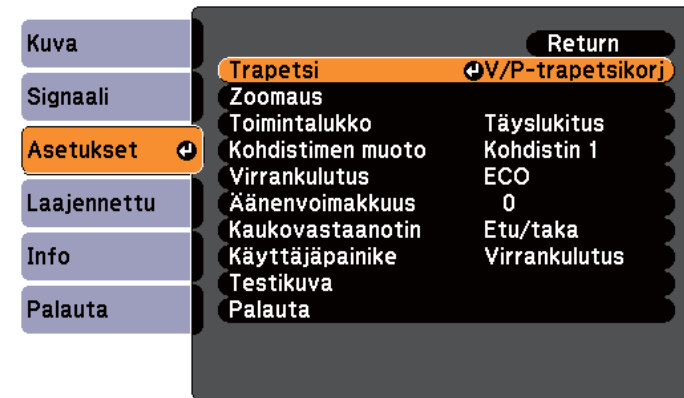 Kuva
Signaali
Asetukset
Laajennettu
Info
Palauta
Return
Trapetsi V/P-trapetsikorj
Zoomaus
Toimintalukko Täyslukitus
Kohdistimen muoto Kohdistin 1
Virrankulutus ECO
Äänenvoimakkuus 0
Kaukovastaanotin Etu/taka
Käyttäjäpainike Virrankulutus
Testikuva
Palauta